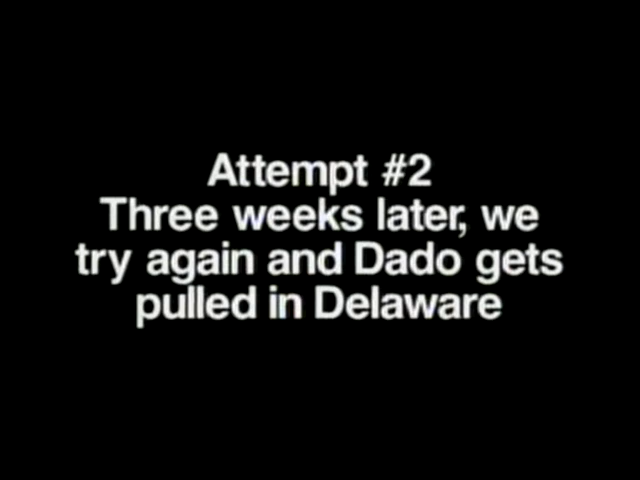 Attempt #2
Three weeks later, we
try again and Dado gets
pulled in Delaware